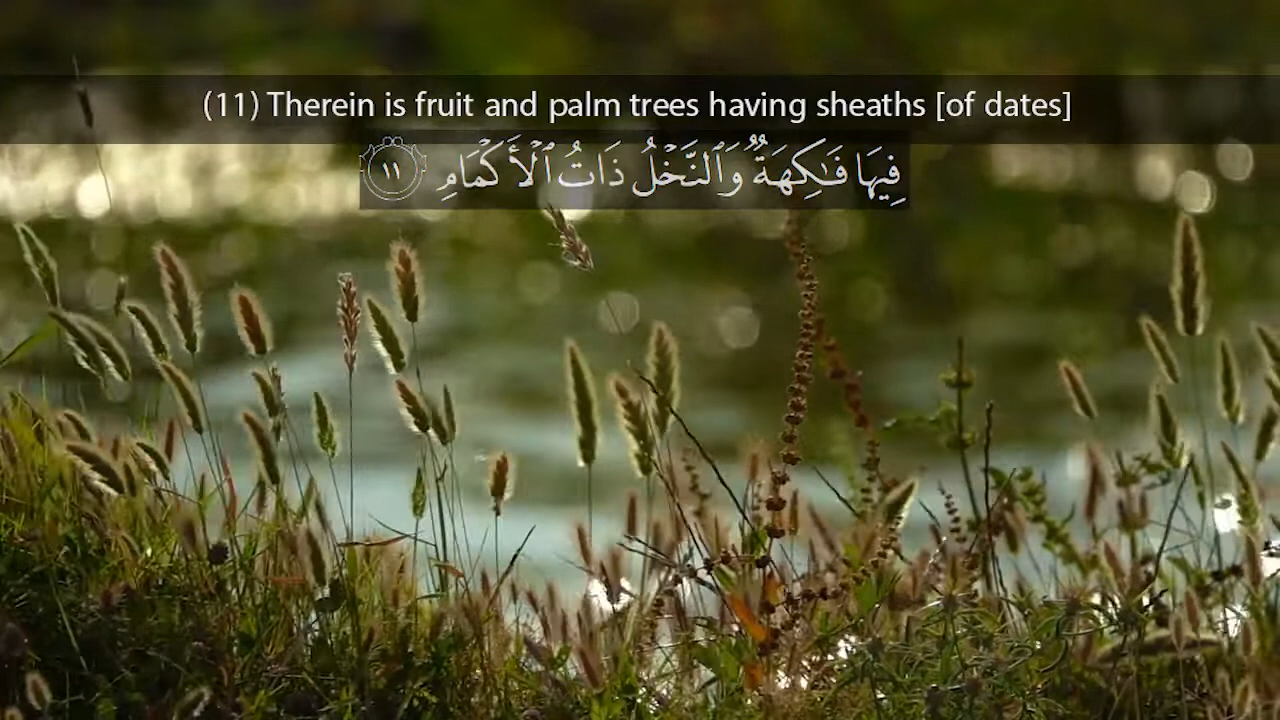 (11) Therein is fruit and palm trees having sheaths [of dates]
فِيهَا فَـٰكِهَةٌ وَٱلنَّخْلُ ذَاتُ ٱلْأَكْمَامِ ١١